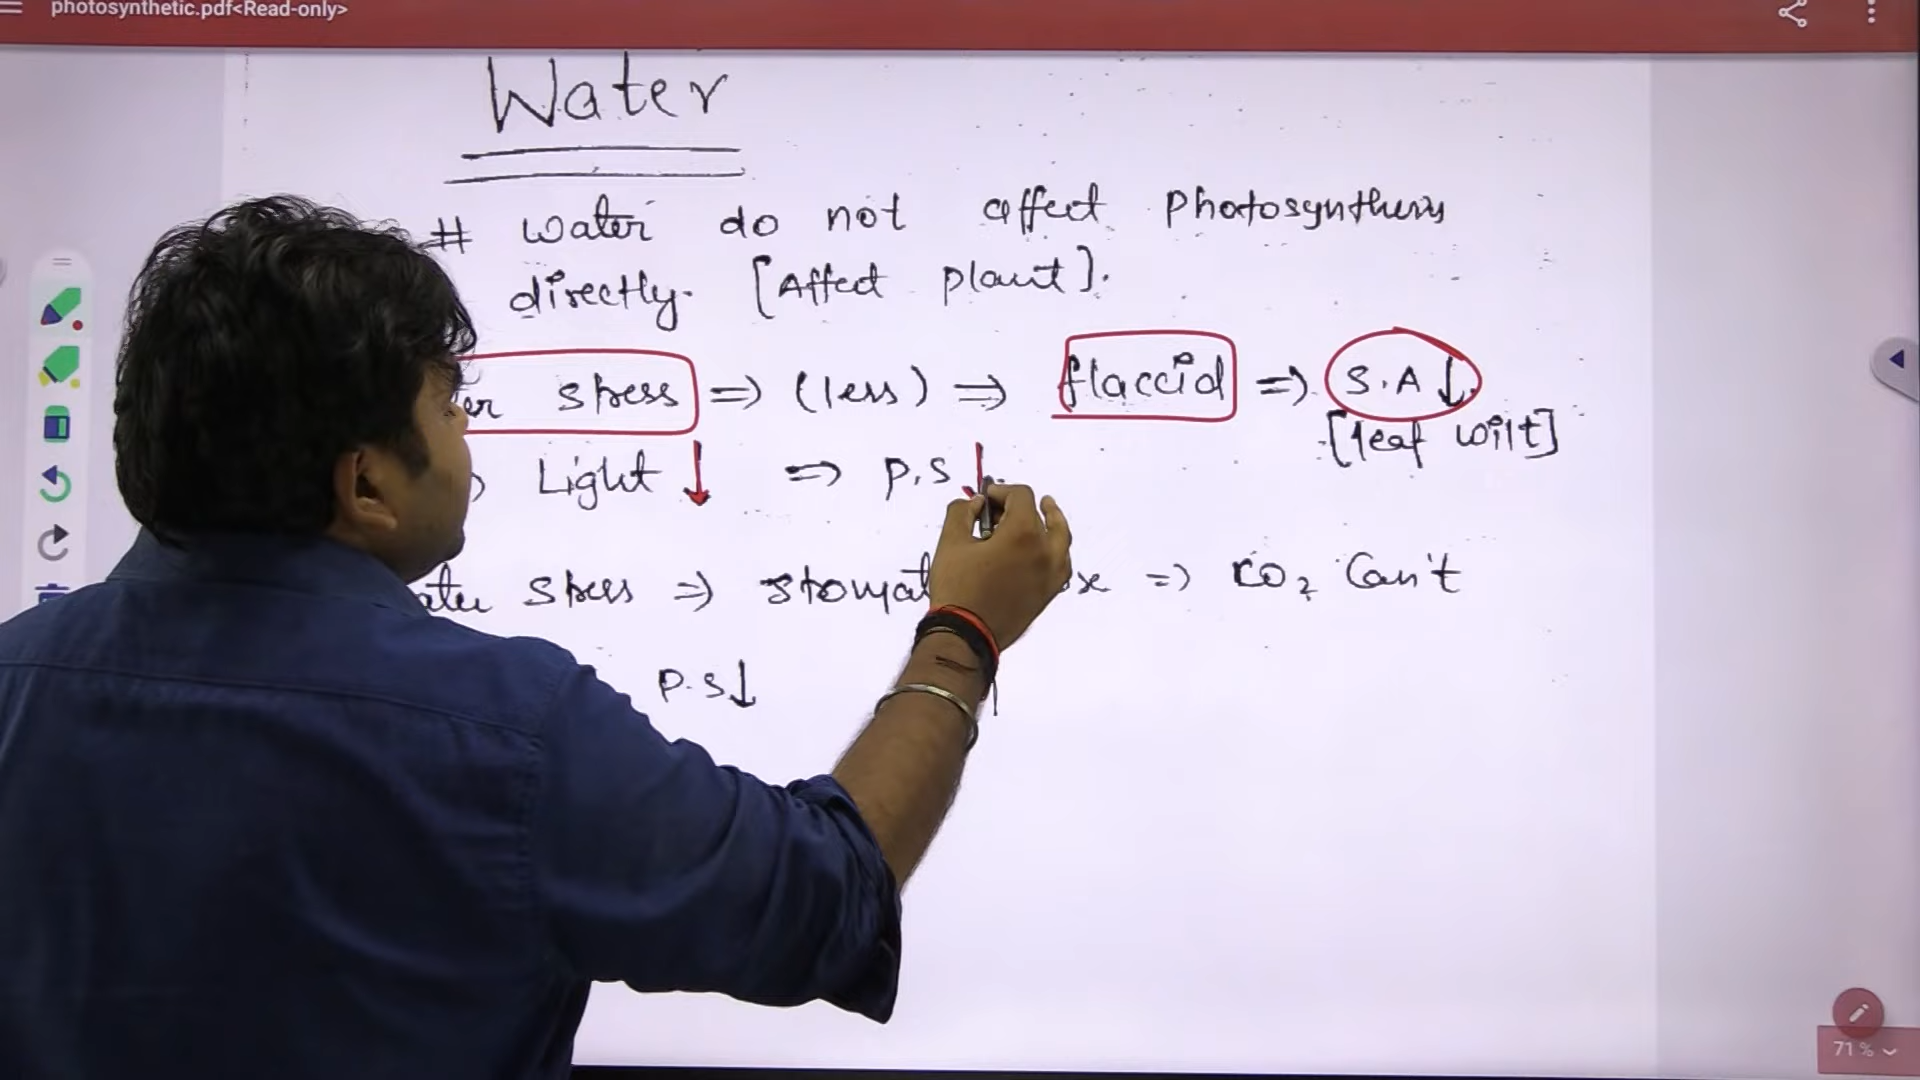 photosynthetic.pdf<Read-only>
Water
# Water do not affect Photosynthesis
directly. [Affect plant].
stress => (less) => flaccid => S.A ↓
[leaf wilt]
Light ↓ => P.S ↓
stress => => CO₂ Can't
P.S ↓
71 %